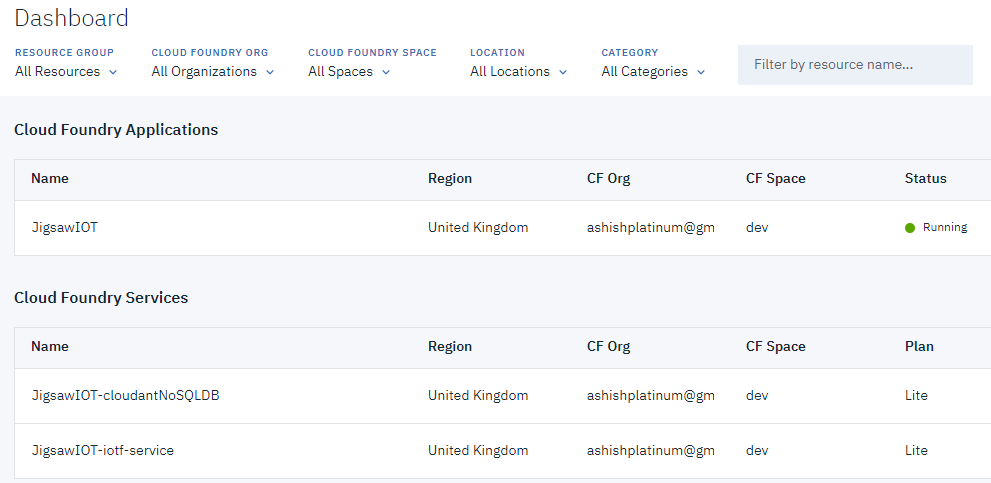 Dashboard
RESOURCE GROUP CLOUD FOUNDRY ORG CLOUD FOUNDRY SPACE LOCATION CATEGORY
All Resources All Organizations All Spaces All Locations All Categories Filter by resource name...
Cloud Foundry Applications
Name Region CF Org CF Space Status
JigsawIOT United Kingdom ashishplatinum@gm dev Running
Cloud Foundry Services
Name Region CF Org CF Space Plan
JigsawIOT-cloudantNoSQLDB United Kingdom ashishplatinum@gm dev Lite
JigsawIOT-iotf-service United Kingdom ashishplatinum@gm dev Lite